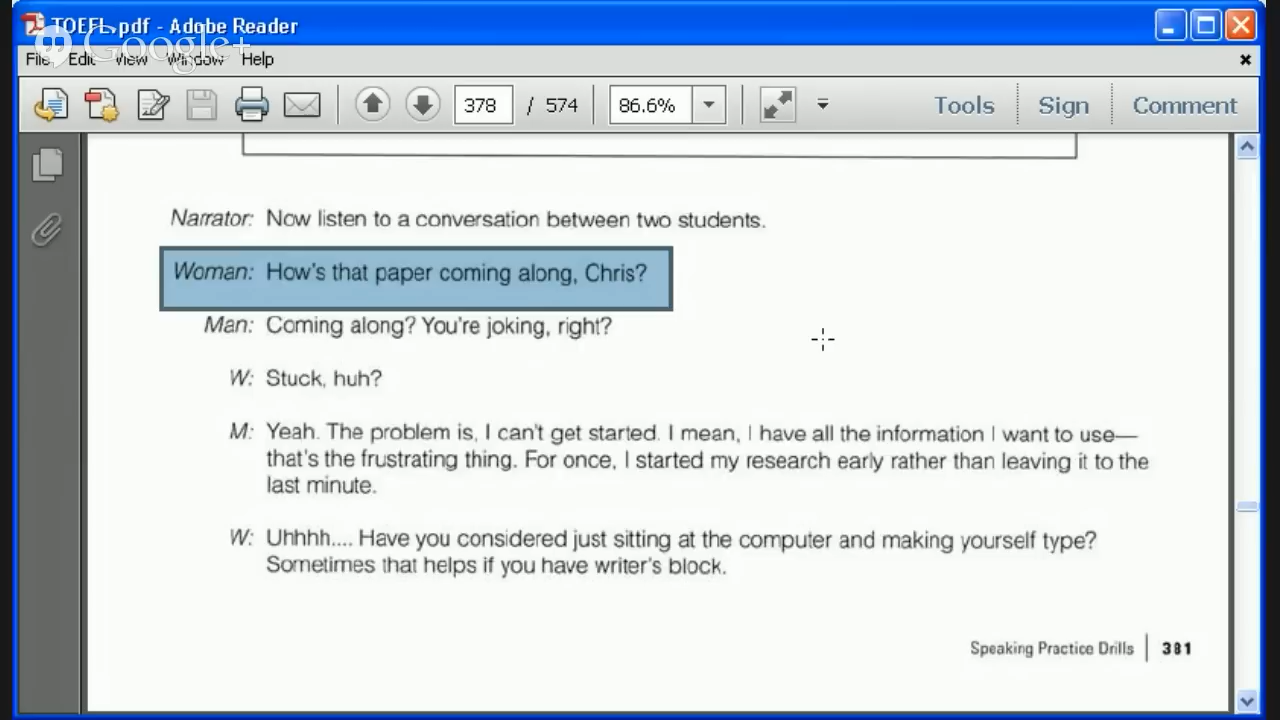 TOEFL.pdf - Adobe Reader
Google+
File Edit View Window Help
378 / 574 86.6% Tools Sign Comment
Narrator: Now listen to a conversation between two students.
Woman: How's that paper coming along, Chris?
Man: Coming along? You're joking, right?
W: Stuck, huh?
M: Yeah. The problem is, I can't get started. I mean, I have all the information I want to use—
that's the frustrating thing. For once, I started my research early rather than leaving it to the
last minute.
W: Uhhhh.... Have you considered just sitting at the computer and making yourself type?
Sometimes that helps if you have writer's block.
Speaking Practice Drills 381